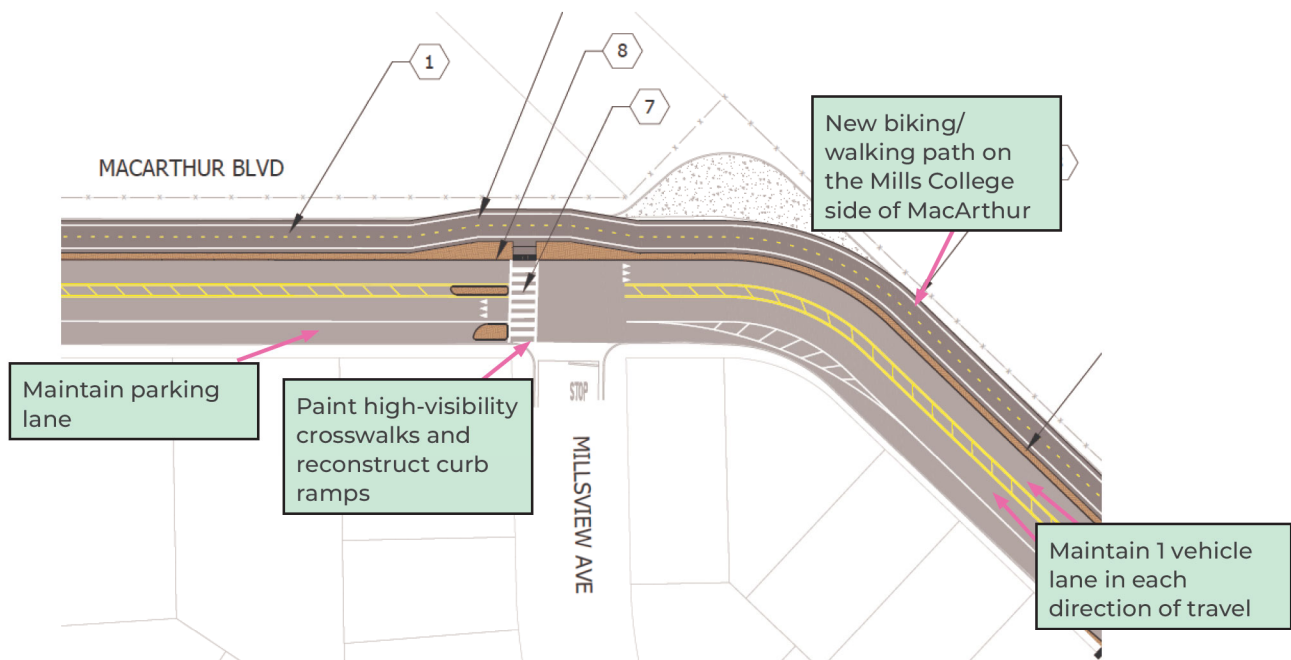 1
8
7
MACARTHUR BLVD
New biking/
walking path on
the Mills College
side of MacArthur
Maintain parking
lane
Paint high-visibility
crosswalks and
reconstruct curb
ramps
STOP
MILLSVIEW AVE
Maintain 1 vehicle
lane in each
direction of travel